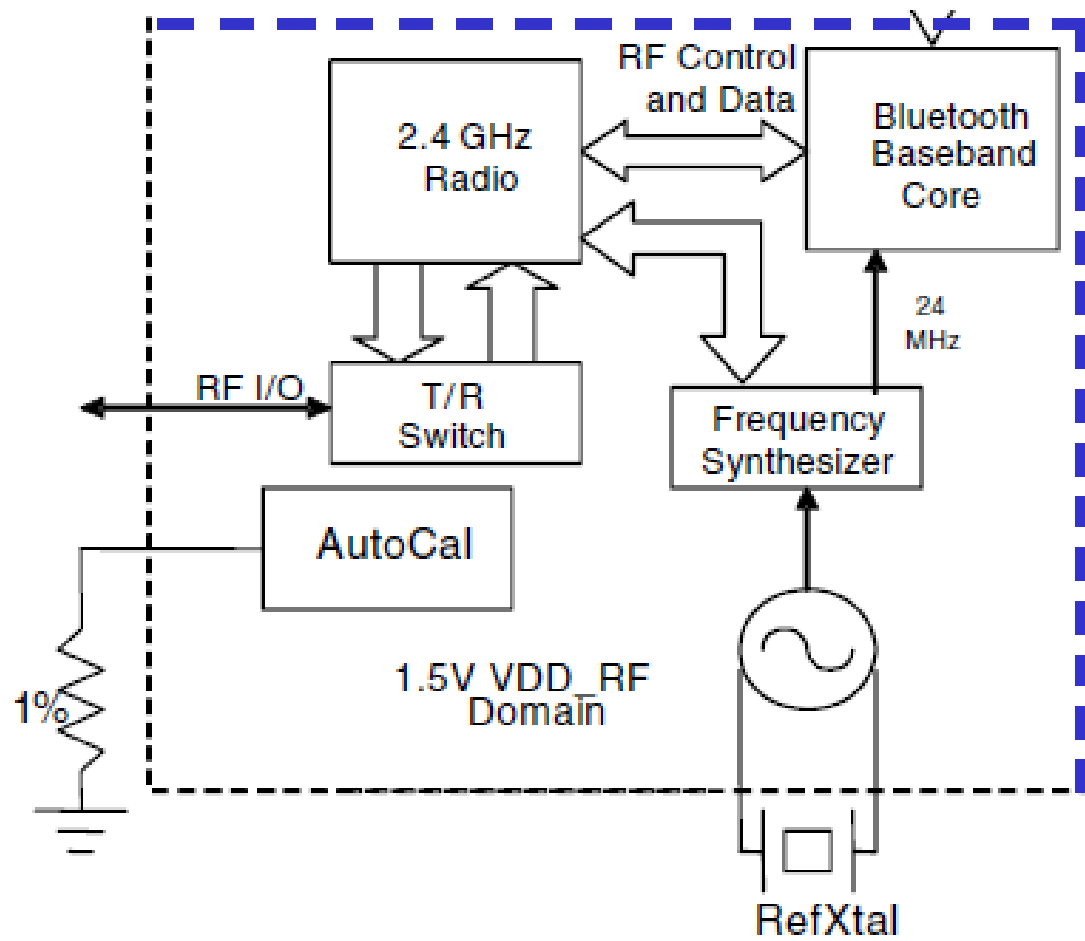 RF Control
and Data
2.4 GHz
Radio
Bluetooth
Baseband
Core
24
MHz
RF I/O
T/R
Switch
Frequency
Synthesizer
AutoCal
1.5V VDD_RF
Domain
1%
RefXtal